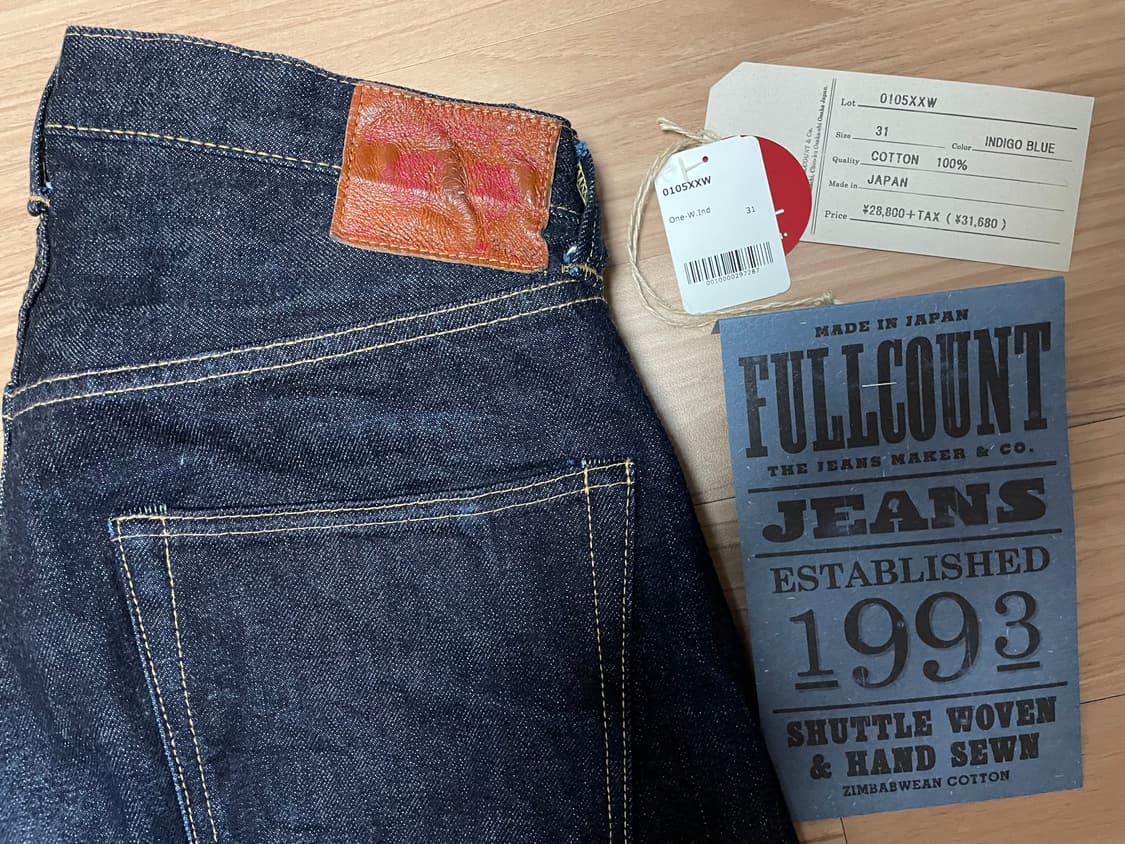 Lot. 0105XXW
Size 31 Color INDIGO BLUE
Quality COTTON 100%
Made in JAPAN
Price ¥28,800+TAX ( ¥31,680 )
0105XXW
One-W.Ind 31
0010000297287
MADE IN JAPAN
FULLCOUNT
THE JEANS MAKER & CO.
JEANS
ESTABLISHED
1993
SHUTTLE WOVEN
& HAND SEWN
ZIMBABWEAN COTTON